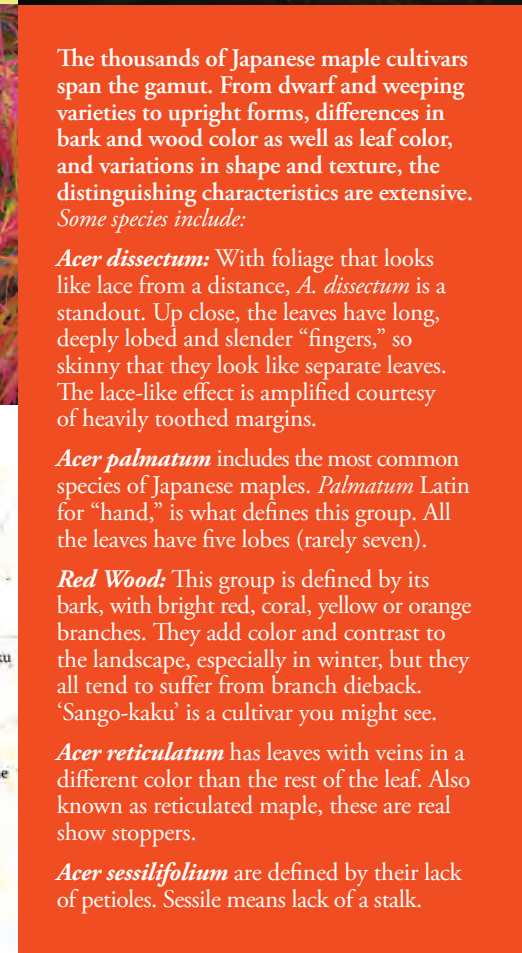 The thousands of Japanese maple cultivars
span the gamut. From dwarf and weeping
varieties to upright forms, differences in
bark and wood color as well as leaf color,
and variations in shape and texture, the
distinguishing characteristics are extensive.
Some species include:
Acer dissectum: With foliage that looks
like lace from a distance, A. dissectum is a
standout. Up close, the leaves have long,
deeply lobed and slender “fingers,” so
skinny that they look like separate leaves.
The lace-like effect is amplified courtesy
of heavily toothed margins.
Acer palmatum includes the most common
species of Japanese maples. Palmatum Latin
for “hand,” is what defines this group. All
the leaves have five lobes (rarely seven).
Red Wood: This group is defined by its
bark, with bright red, coral, yellow or orange
branches. They add color and contrast to
the landscape, especially in winter, but they
all tend to suffer from branch dieback.
‘Sango-kaku’ is a cultivar you might see.
Acer reticulatum has leaves with veins in a
different color than the rest of the leaf. Also
known as reticulated maple, these are real
show stoppers.
Acer sessilifolium are defined by their lack
of petioles. Sessile means lack of a stalk.